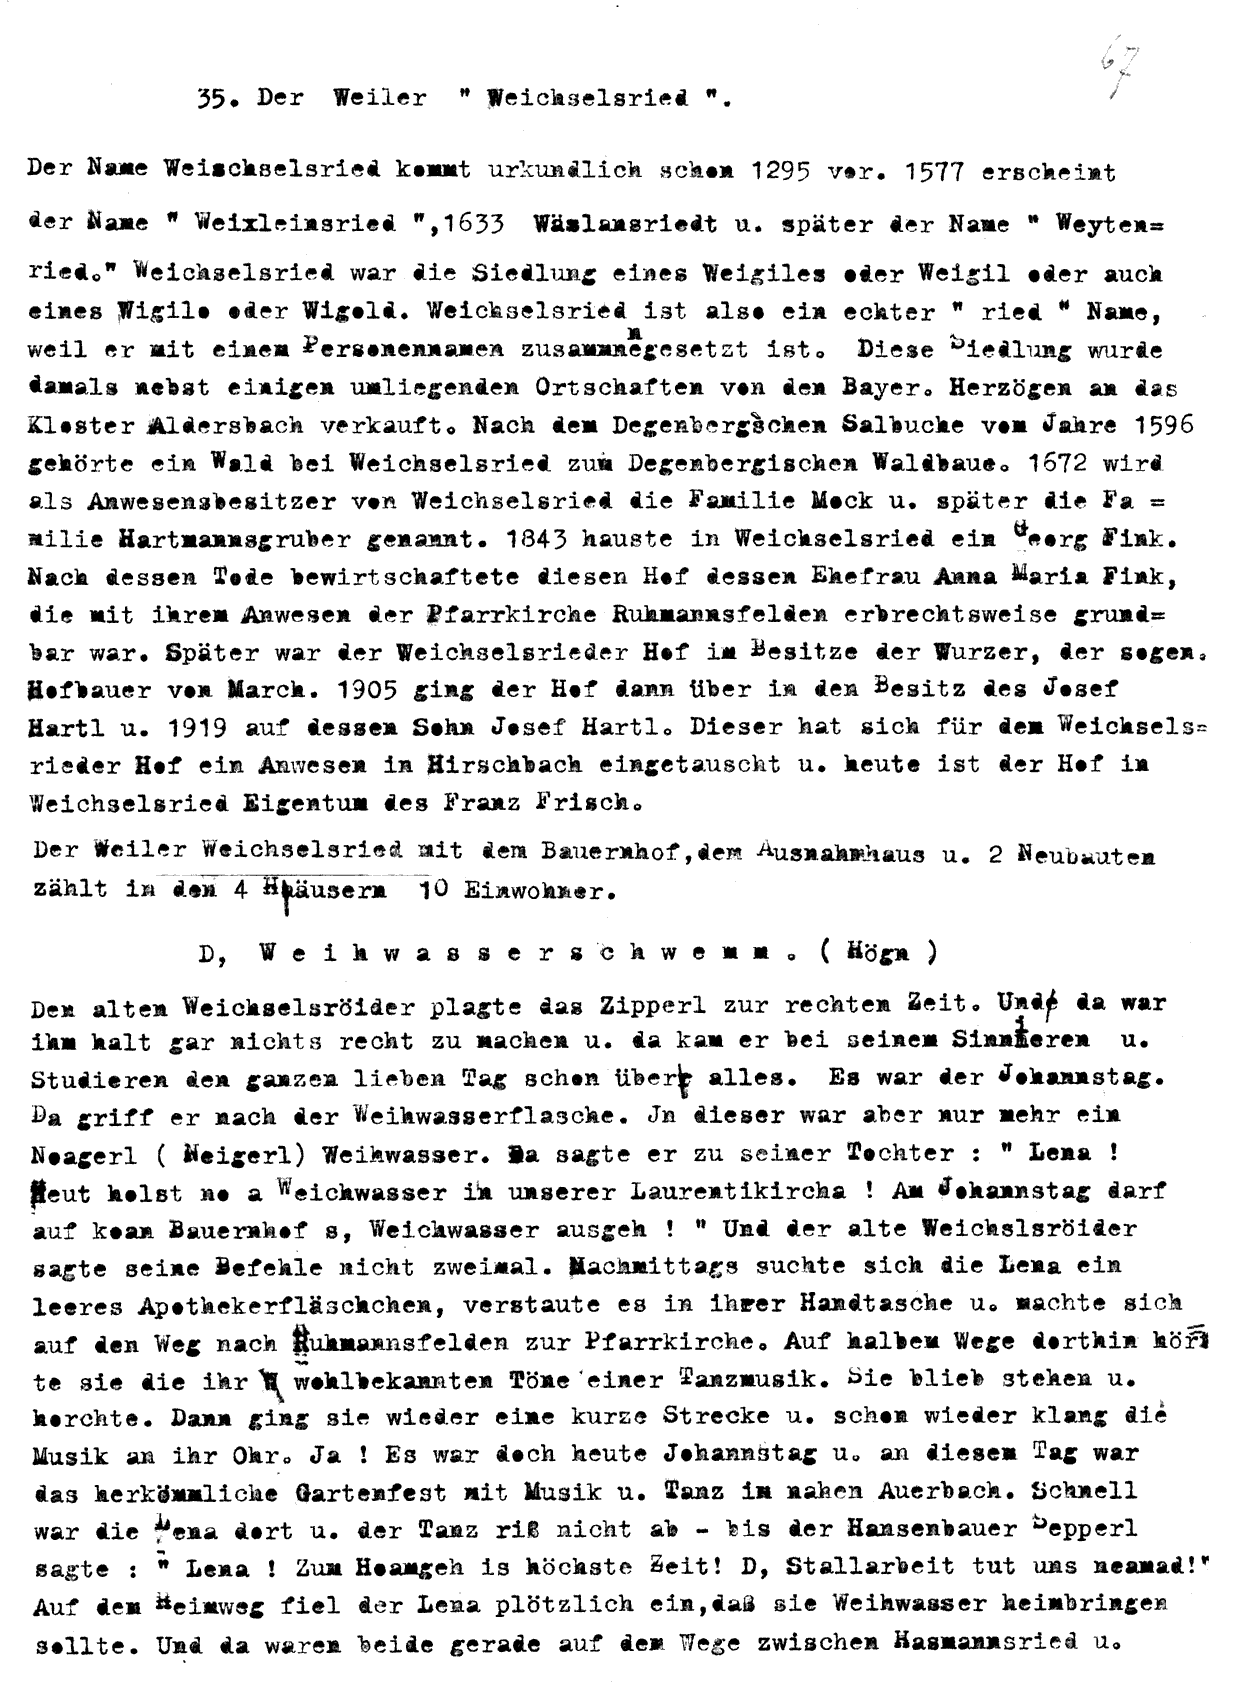 67
35. Der Weiler " Weichselsried ".
Der Name Weischselsried kommt urkundlich schon 1295 vor. 1577 erscheint
der Name " Weixleinsried ",1633 Wäslansriedt u. später der Name " Weyten=
ried." Weichselsried war die Siedlung eines Weigiles oder Weigil oder auch
eines Wigilo oder Wigold. Weichselsried ist also ein echter " ried " Name,
weil er mit einem Personennamen zusammnengesetzt ist. Diese Siedlung wurde
damals nebst einigen umliegenden Ortschaften von den Bayer. Herzögen an das
Kloster Aldersbach verkauft. Nach dem Degenbergschen Salbuche vom Jahre 1596
gehörte ein Wald bei Weichselsried zum Degenbergischen Waldbaue. 1672 wird
als Anwesensbesitzer von Weichselsried die Familie Mock u. später die Fa =
milie Hartmannsgruber genannt. 1843 hauste in Weichselsried ein Georg Fink.
Nach dessen Tode bewirtschaftete diesen Hof dessen Ehefrau Anna Maria Fink,
die mit ihrem Anwesen der Pfarrkirche Ruhmannsfelden erbrechtsweise grund=
bar war. Später war der Weichselsrieder Hof im Besitze der Wurzer, der sogen.
Hofbauer von March. 1905 ging der Hof dann über in den Besitz des Josef
Hartl u. 1919 auf dessen Sohn Josef Hartl. Dieser hat sich für den Weichsels=
rieder Hof ein Anwesen in Hirschbach eingetauscht u. heute ist der Hof in
Weichselsried Eigentum des Franz Frisch.
Der Weiler Weichselsried mit dem Bauernhof,dem Ausnahmhaus u. 2 Neubauten
zählt in den 4 Häusern 10 Einwohner.
D, Weihwasserschwemm. ( Högn )
Den alten Weichselsröider plagte das Zipperl zur rechten Zeit. Und da war
ihm halt gar nichts recht zu machen u. da kam er bei seinem Sinnieren u.
Studieren den ganzen lieben Tag schon über alles. Es war der Johannstag.
Da griff er nach der Weihwasserflasche. Jn dieser war aber nur mehr ein
Noagerl ( Neigerl) Weihwasser. Da sagte er zu seiner Tochter : " Lena !
Heut holst no a Weichwasser in unserer Laurentikircha ! Am Johannstag darf
auf koan Bauernhof s, Weichwasser ausgeh ! " Und der alte Weichslsröider
sagte seine Befehle nicht zweimal. Nachmittags suchte sich die Lena ein
leeres Apothekerfläschchen, verstaute es in ihrer Handtasche u. machte sich
auf den Weg nach Ruhmannsfelden zur Pfarrkirche. Auf halbem Wege dorthin hör=
te sie die ihr wohlbekannten Töne einer Tanzmusik. Sie blieb stehen u.
horchte. Dann ging sie wieder eine kurze Strecke u. schon wieder klang die
Musik an ihr Ohr. Ja ! Es war doch heute Johannstag u. an diesem Tag war
das herkömmliche Gartenfest mit Musik u. Tanz im nahen Auerbach. Schnell
war die Lena dort u. der Tanz riß nicht ab - bis der Hansenbauer Sepperl
sagte : " Lena ! Zum Hoamgeh is höchste Zeit! D, Stallarbeit tut uns neamad!"
Auf dem Heimweg fiel der Lena plötzlich ein,daß sie Weihwasser heimbringen
sollte. Und da waren beide gerade auf dem Wege zwischen Hasmannsried u.